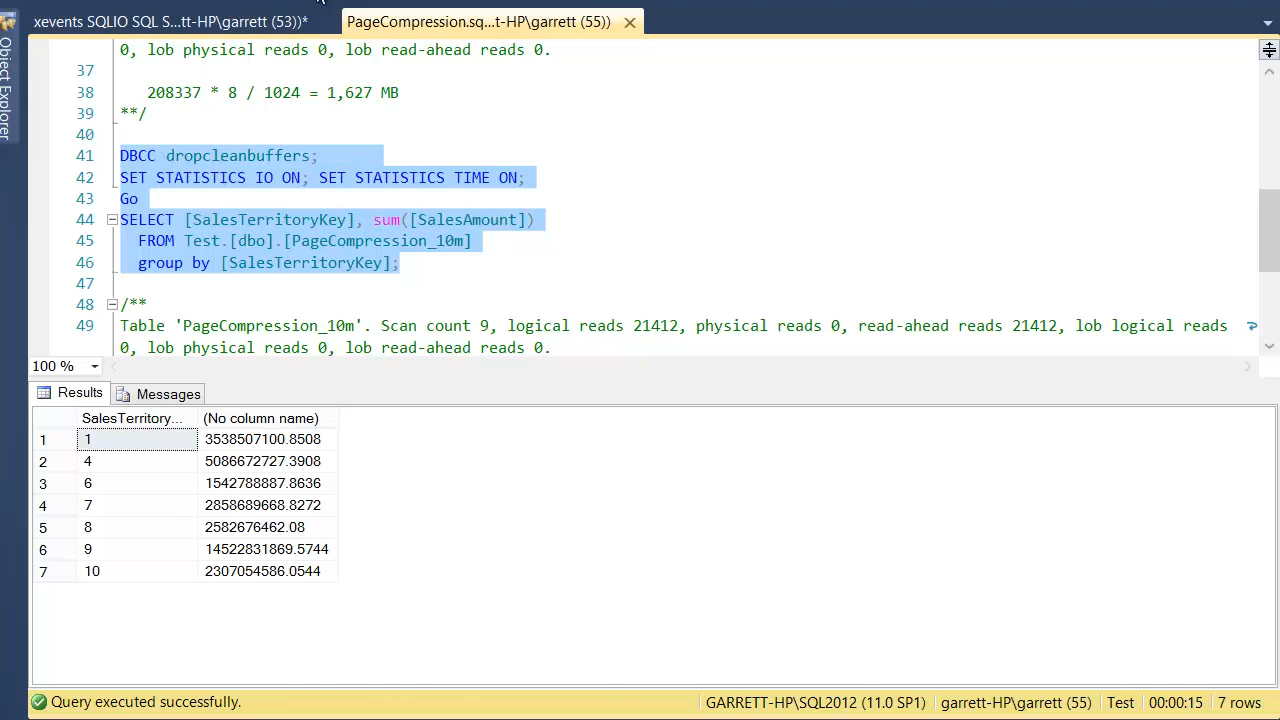 xevents SQLIO SQL S...tt-HP\garrett (53))*
PageCompression.sq...t-HP\garrett (55))
Object Explorer
0, lob physical reads 0, lob read-ahead reads 0.
37
38 208337 * 8 / 1024 = 1,627 MB
39 **/
40
41 DBCC dropcleanbuffers;
42 SET STATISTICS IO ON; SET STATISTICS TIME ON;
43 Go
44 SELECT [SalesTerritoryKey], sum([SalesAmount])
45 FROM Test.[dbo].[PageCompression_10m]
46 group by [SalesTerritoryKey];
47
48 /**
49 Table 'PageCompression_10m'. Scan count 9, logical reads 21412, physical reads 0, read-ahead reads 21412, lob logical reads
0, lob physical reads 0, lob read-ahead reads 0.
100 %
Results Messages
SalesTerritory... (No column name)
1 1 3538507100.8508
2 4 5086672727.3908
3 6 1542788887.8636
4 7 2858689668.8272
5 8 2582676462.08
6 9 14522831869.5744
7 10 2307054586.0544
Query executed successfully. GARRETT-HP\SQL2012 (11.0 SP1) garrett-HP\garrett (55) Test 00:00:15 7 rows